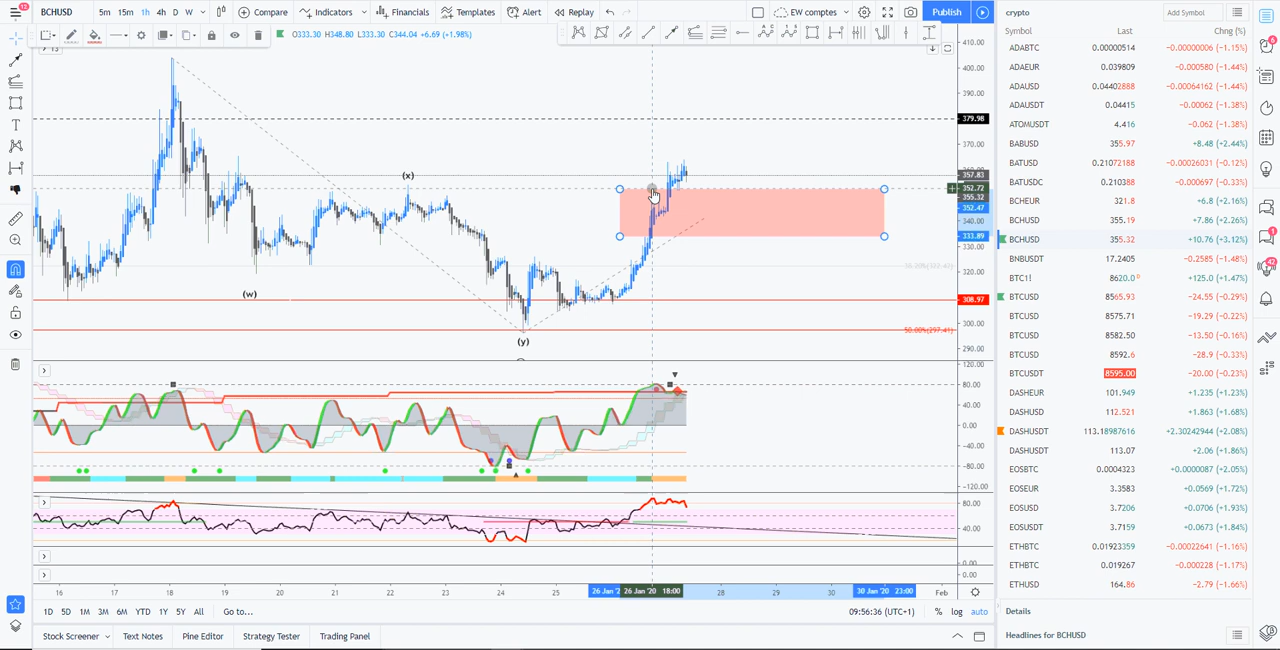 12
BCHUSD 5m 15m 1h 4h D W Compare Indicators Financials Templates Alert Replay EW comptes Publish
O333.30 H348.80 L333.30 C344.04 +6.69 (+1.98%)
410.00
400.00
390.00
379.98
370.00
357.83
352.72
355.32
352.47
340.00
333.89
330.00
320.00
308.97
300.00
290.00
(x)
(w)
(y)
50.00%(297.41)
80.00
40.00
0.00
−40.00
−80.00
−120.00
80.00
40.00
0.00
0.00
16 17 18 19 20 21 22 23 24 25 26 Jan '20 18:00 28 29 30 Jan '20 23:00 Feb
1D 5D 1M 3M 6M YTD 1Y 5Y All Go to...
09:56:36 (UTC+1) % log auto
Stock Screener Text Notes Pine Editor Strategy Tester Trading Panel
crypto Add Symbol
Symbol Last Chng (%)
ADABTC 0.00000514 −0.00000006 (−1.15%)
ADAEUR 0.039809 −0.000580 (−1.44%)
ADAUSD 0.04402888 −0.00064162 (−1.44%)
ADAUSDT 0.04415 −0.00062 (−1.38%)
ATOMUSDT 4.416 −0.062 (−1.38%)
BABUSD 355.97 +8.48 (+2.44%)
BATUSD 0.21072188 −0.00026031 (−0.12%)
BATUSDC 0.210388 −0.000697 (−0.33%)
BCHEUR 321.8 +6.8 (+2.16%)
BCHUSD 355.19 +7.86 (+2.26%)
BCHUSD 355.32 +10.76 (+3.12%)
BNBUSDT 17.2405 −0.2585 (−1.48%)
BTC1! 8620.0 D +125.0 (+1.47%)
BTCUSD 8565.93 −24.55 (−0.29%)
BTCUSD 8575.71 −19.29 (−0.22%)
BTCUSD 8582.50 −13.50 (−0.16%)
BTCUSD 8592.6 −28.9 (−0.33%)
BTCUSDT 8595.00 −20.00 (−0.23%)
DASHEUR 101.949 +1.235 (+1.23%)
DASHUSD 112.521 +1.863 (+1.68%)
DASHUSDT 113.18987616 +2.30242944 (+2.08%)
DASHUSDT 113.07 +2.06 (+1.86%)
EOSBTC 0.0004323 +0.0000087 (+2.05%)
EOSEUR 3.3583 +0.0569 (+1.72%)
EOSUSD 3.7206 +0.0706 (+1.93%)
EOSUSDT 3.7159 +0.0673 (+1.84%)
ETHBTC 0.01923359 −0.00022641 (−1.16%)
ETHBTC 0.019267 −0.000228 (−1.17%)
ETHUSD 164.86 −2.79 (−1.66%)
Details
Headlines for BCHUSD